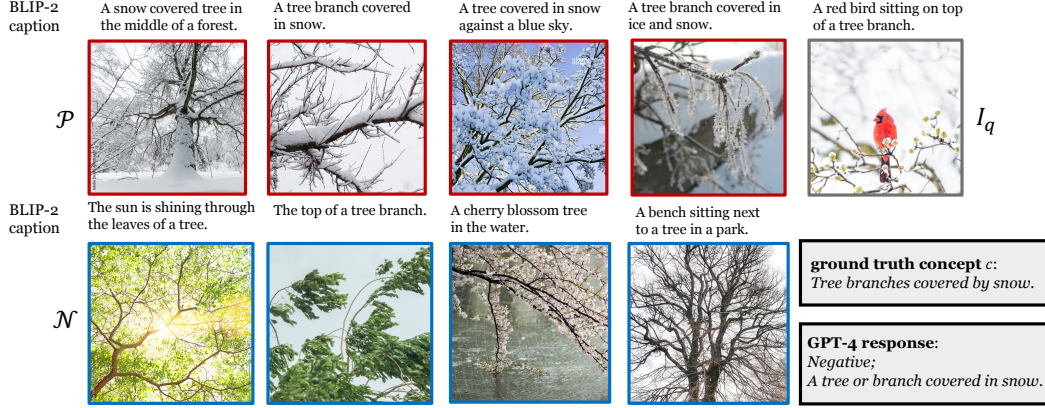 BLIP-2
caption
A snow covered tree in
the middle of a forest.
A tree branch covered
in snow.
A tree covered in snow
against a blue sky.
A tree branch covered in
ice and snow.
A red bird sitting on top
of a tree branch.
𝒫
I_q
BLIP-2
caption
The sun is shining through
the leaves of a tree.
The top of a tree branch.
A cherry blossom tree
in the water.
A bench sitting next
to a tree in a park.
𝒩
ground truth concept c:
Tree branches covered by snow.
GPT-4 response:
Negative;
A tree or branch covered in snow.